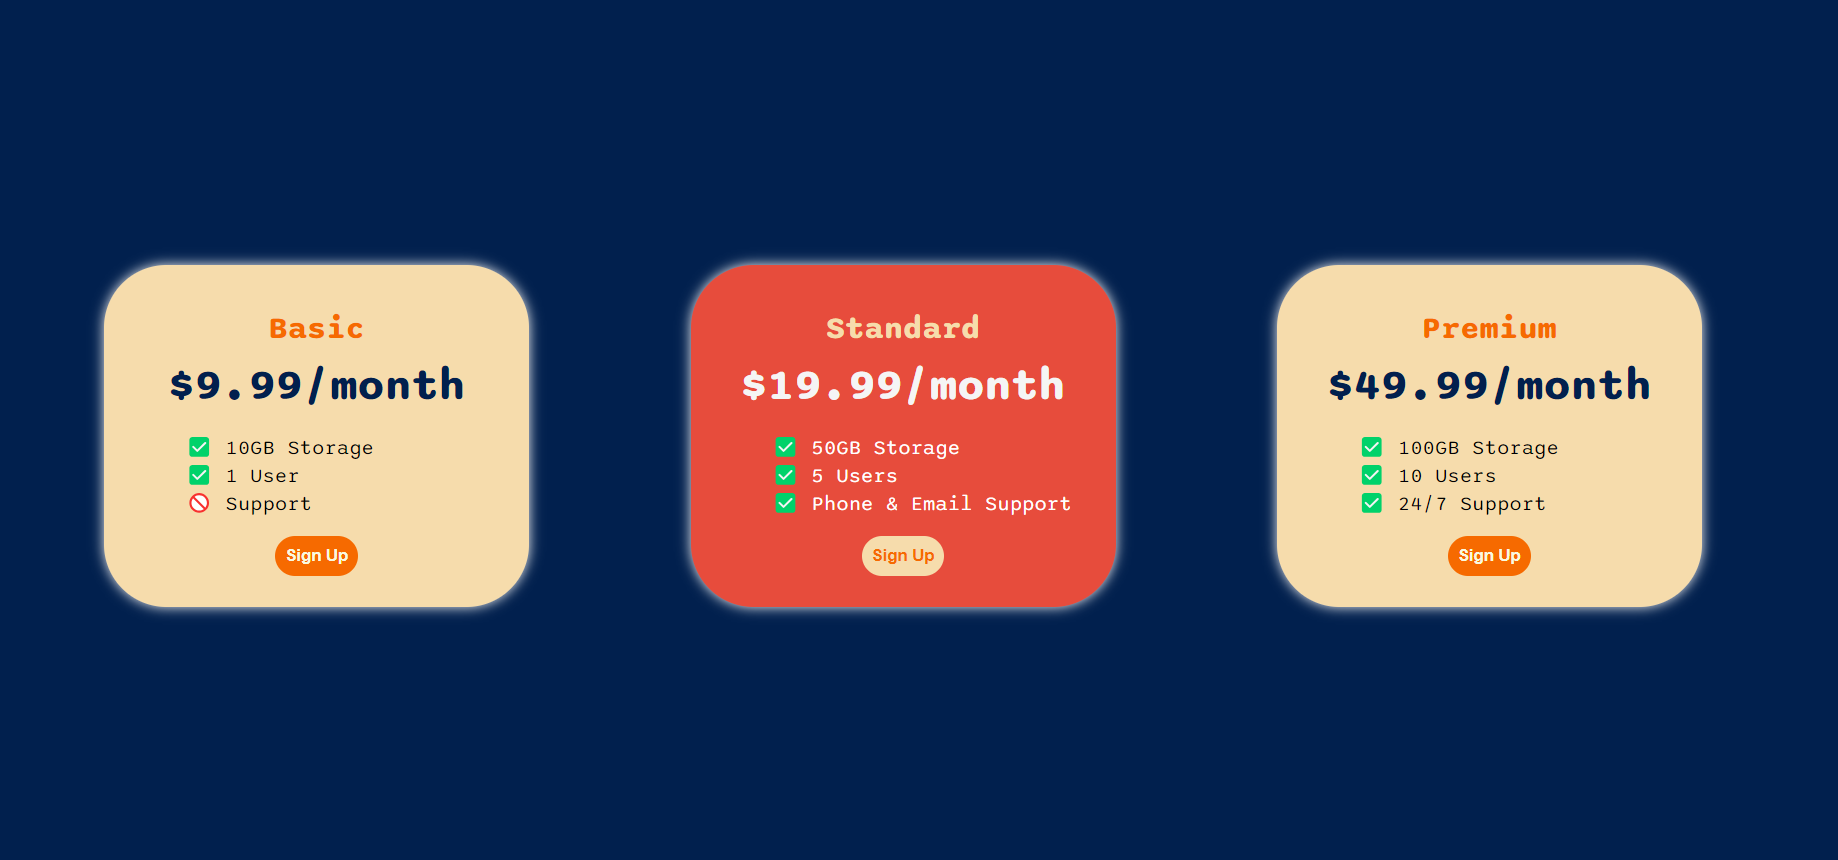 Basic
$9.99/month
10GB Storage
1 User
Support
Sign Up
Standard
$19.99/month
50GB Storage
5 Users
Phone & Email Support
Sign Up
Premium
$49.99/month
100GB Storage
10 Users
24/7 Support
Sign Up